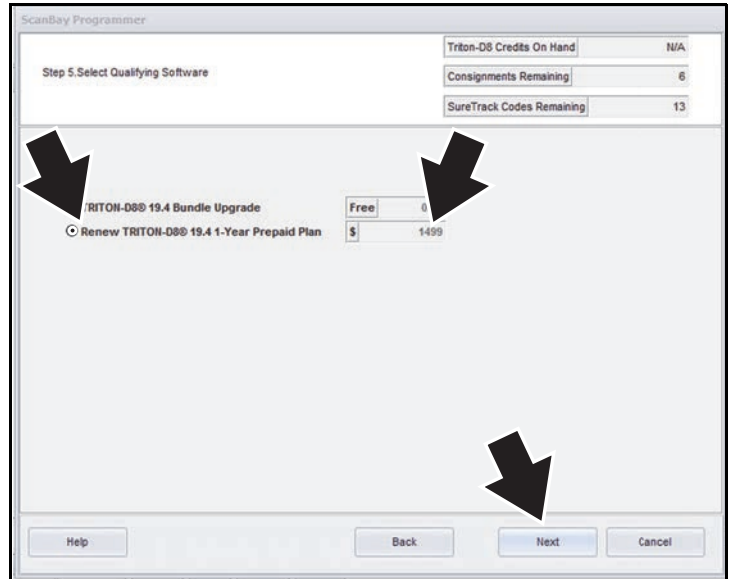 ScanBay Programmer
Step 5.Select Qualifying Software
Triton-D8 Credits On Hand N/A
Consignments Remaining 6
SureTrack Codes Remaining 13
TRITON-D8® 19.4 Bundle Upgrade Free
Renew TRITON-D8® 19.4 1-Year Prepaid Plan $ 1499
Help Back Next Cancel